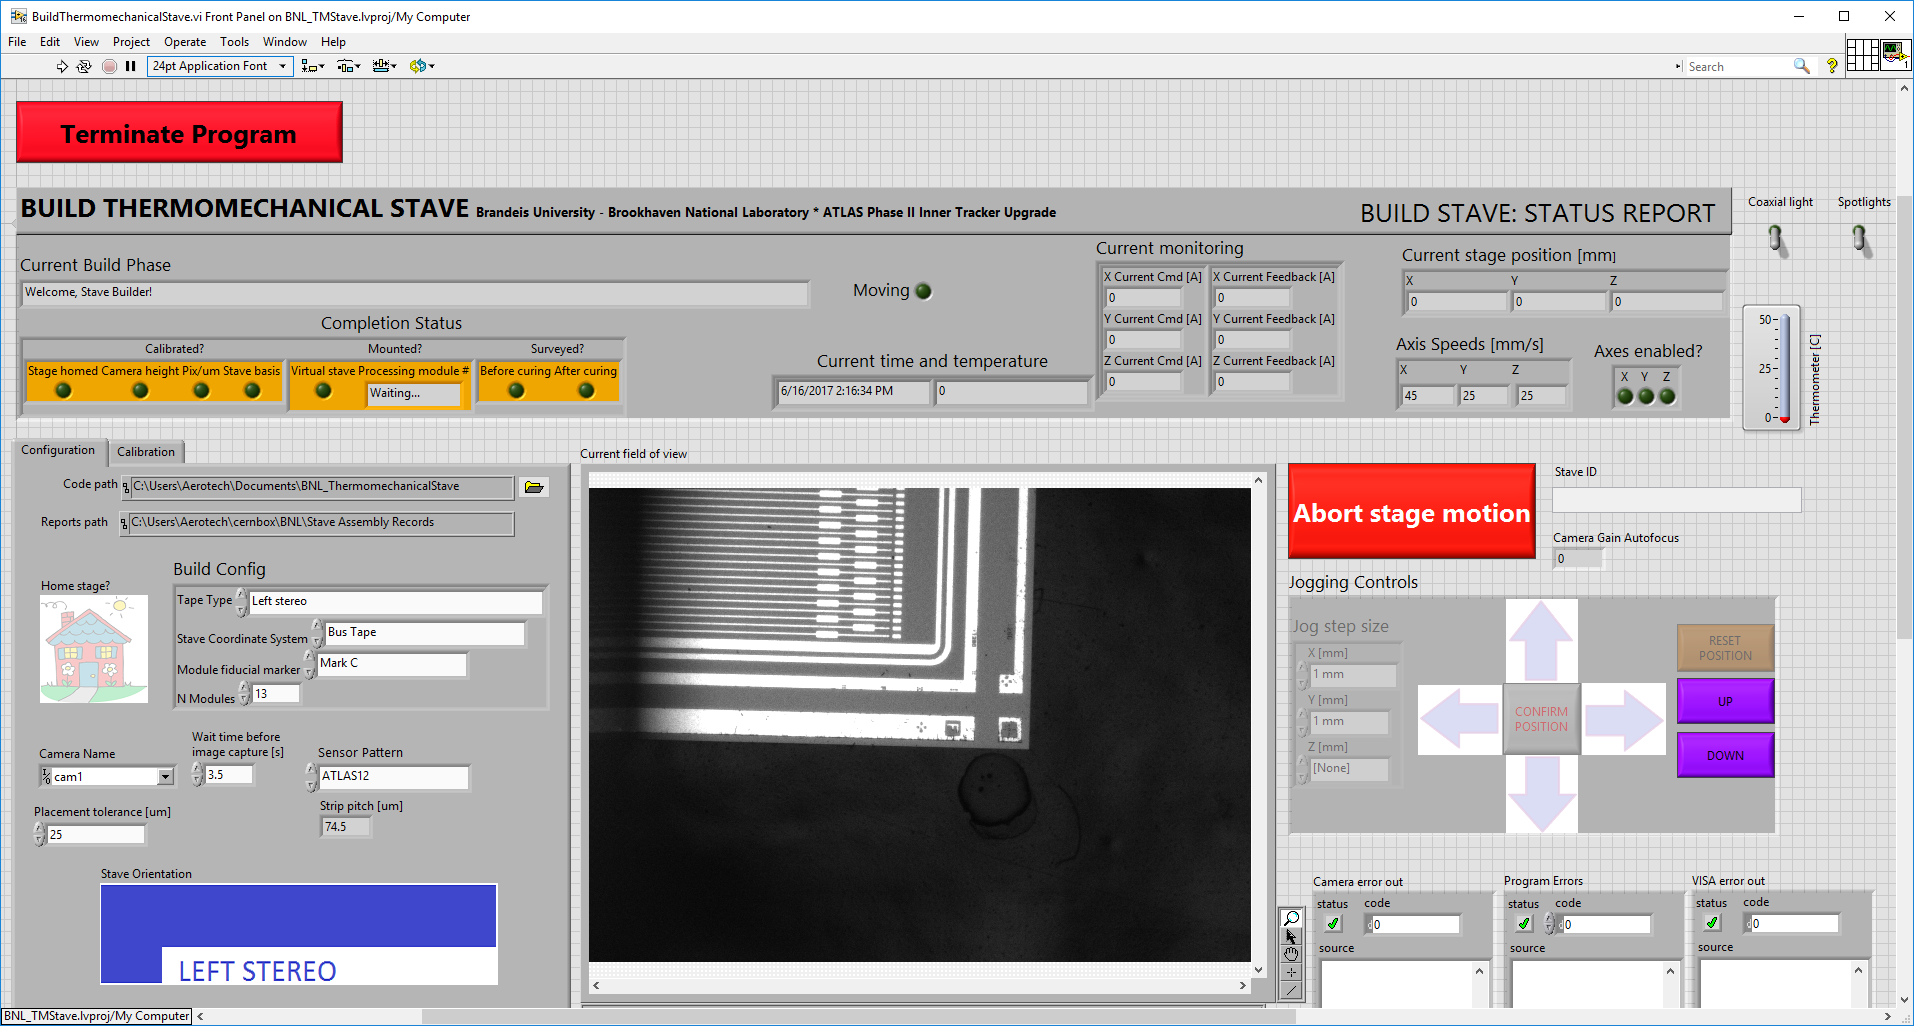 BuildThermomechanicalStave.vi Front Panel on BNL_TMStave.lvproj/My Computer
File Edit View Project Operate Tools Window Help
24pt Application Font
Search
1
Terminate Program
BUILD THERMOMECHANICAL STAVE Brandeis University - Brookhaven National Laboratory * ATLAS Phase II Inner Tracker Upgrade
BUILD STAVE: STATUS REPORT
Coaxial light
Spotlights
Current Build Phase
Welcome, Stave Builder!
Moving
Completion Status
Calibrated?
Mounted?
Surveyed?
Stage homed Camera height Pix/um Stave basis
Virtual stave Processing module #
Waiting...
Before curing After curing
Current time and temperature
6/16/2017 2:16:34 PM
0
Current monitoring
X Current Cmd [A] X Current Feedback [A]
0 0
Y Current Cmd [A] Y Current Feedback [A]
0 0
Z Current Cmd [A] Z Current Feedback [A]
0 0
Current stage position [mm]
X Y Z
0 0 0
Axis Speeds [mm/s]
X Y Z
45 25 25
Axes enabled?
X Y Z
50
25
0
Thermometer [C]
Configuration Calibration
Code path C:\Users\Aerotech\Documents\BNL_ThermomechanicalStave
Reports path C:\Users\Aerotech\cernbox\BNL\Stave Assembly Records
Home stage?
Build Config
Tape Type Left stereo
Stave Coordinate System Bus Tape
Module fiducial marker Mark C
N Modules 13
Camera Name
cam1
Wait time before
image capture [s]
3.5
Sensor Pattern
ATLAS12
Placement tolerance [um]
25
Strip pitch [um]
74.5
Stave Orientation
LEFT STEREO
Current field of view
F
Abort stage motion
Stave ID
Camera Gain Autofocus
0
Jogging Controls
Jog step size
X [mm]
1 mm
Y [mm]
1 mm
Z [mm]
[None]
CONFIRM
POSITION
RESET
POSITION
UP
DOWN
Camera error out
status code
0
source
Program Errors
status code
0
source
VISA error out
status code
0
source
BNL_TMStave.lvproj/My Computer